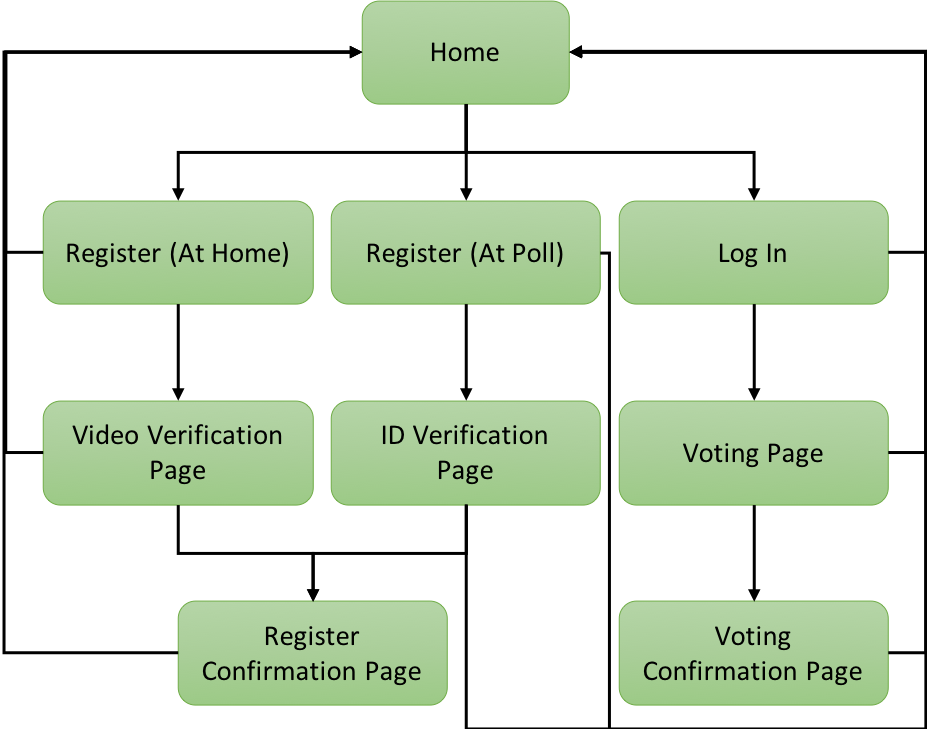 Home
Register (At Home)
Register (At Poll)
Log In
Video Verification
Page
ID Verification
Page
Voting Page
Register
Confirmation Page
Voting
Confirmation Page